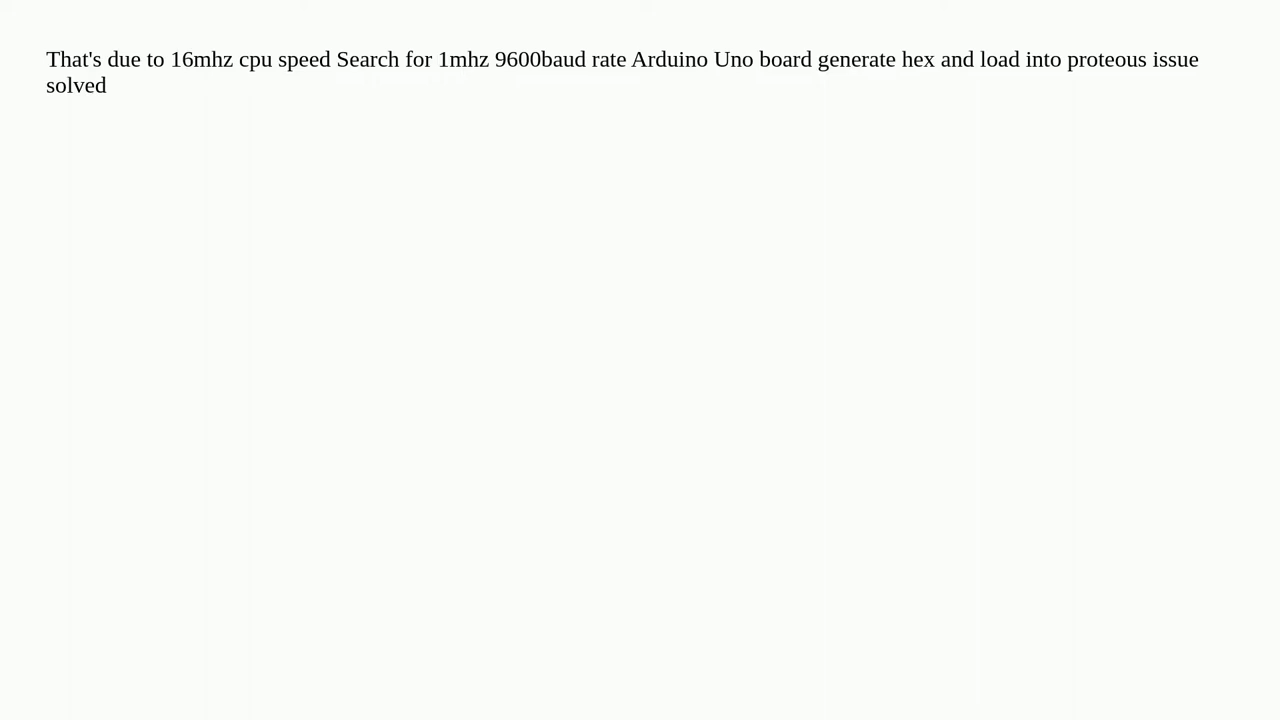 That's due to 16mhz cpu speed Search for 1mhz 9600baud rate Arduino Uno board generate hex and load into proteous issue
solved